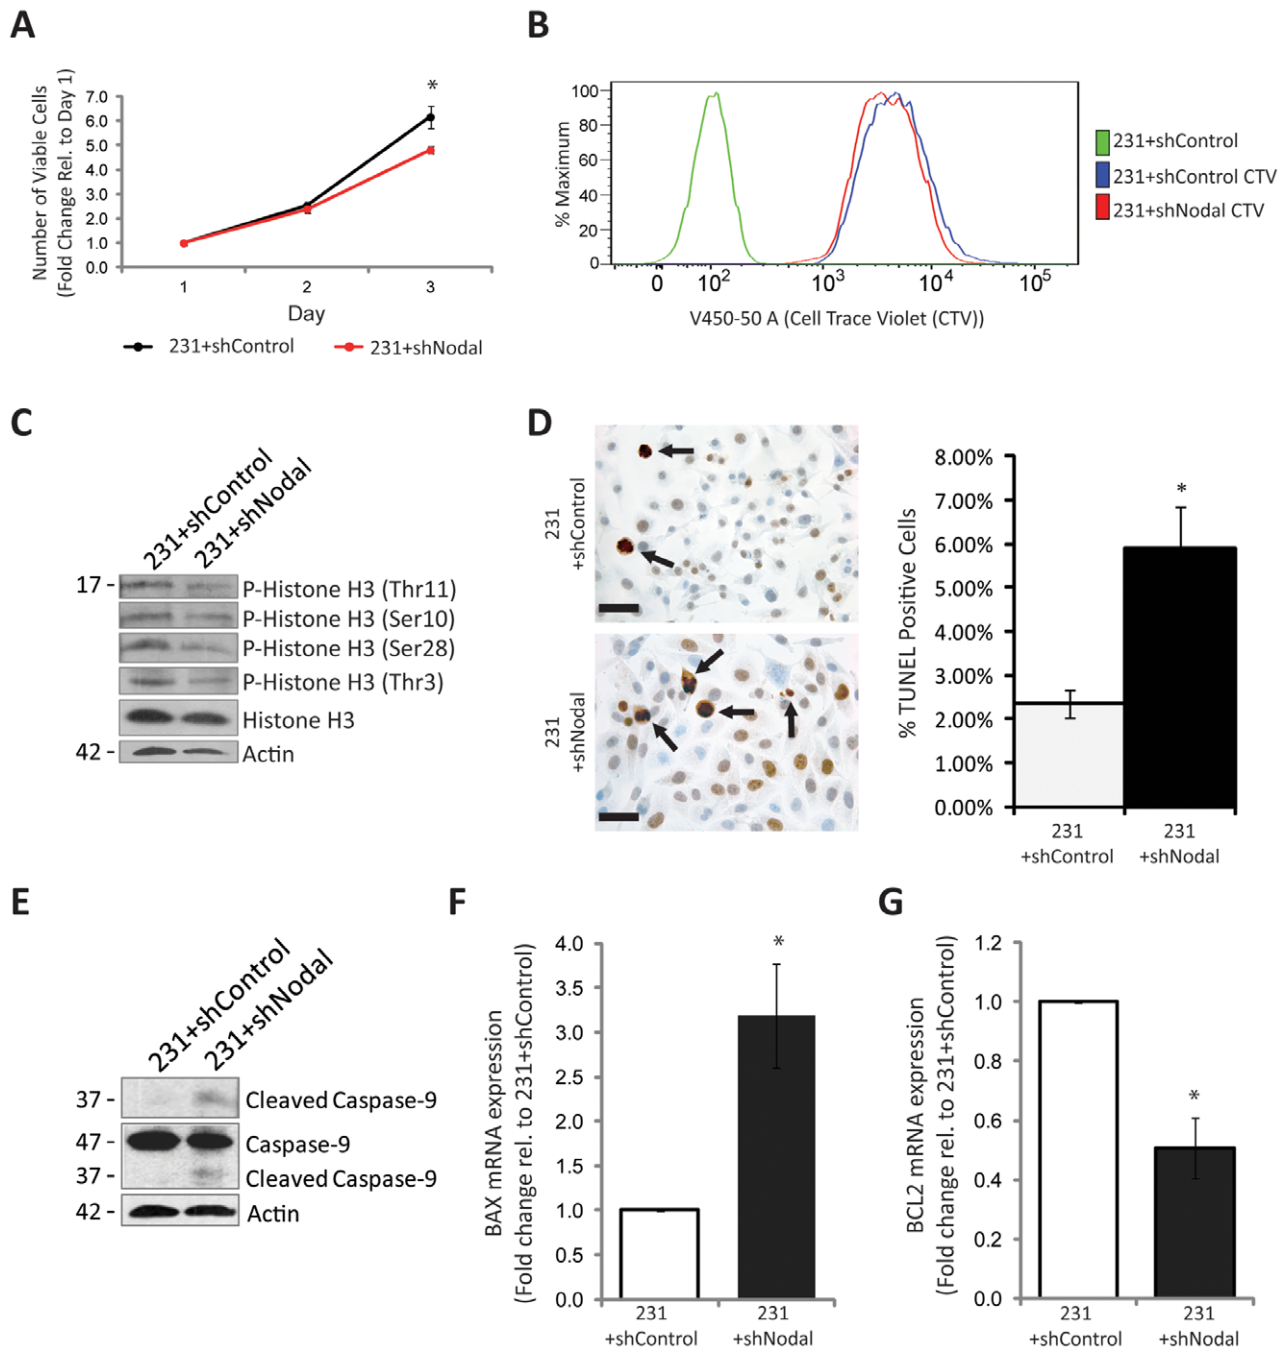 A
Number of Viable Cells
(Fold Change Rel. to Day 1)
7.0
6.0
5.0
4.0
3.0
2.0
1.0
0.0
*
1
2
3
Day
231+shControl
231+shNodal
B
% Maximum
100
80
60
40
20
0
0
10²
10³
10⁴
10⁵
V450-50 A (Cell Trace Violet (CTV))
231+shControl
231+shControl CTV
231+shNodal CTV
C
231+shControl
231+shNodal
17 -
P-Histone H3 (Thr11)
P-Histone H3 (Ser10)
P-Histone H3 (Ser28)
P-Histone H3 (Thr3)
Histone H3
42 -
Actin
D
231
+shControl
231
+shNodal
% TUNEL Positive Cells
8.00%
7.00%
6.00%
5.00%
4.00%
3.00%
2.00%
1.00%
0.00%
*
231
+shControl
231
+shNodal
E
231+shControl
231+shNodal
37 -
Cleaved Caspase-9
47 -
Caspase-9
37 -
Cleaved Caspase-9
42 -
Actin
F
BAX mRNA expression
(Fold change rel. to 231+shControl)
4.0
3.5
3.0
2.5
2.0
1.5
1.0
0.5
0.0
*
231
+shControl
231
+shNodal
G
BCL2 mRNA expression
(Fold change rel. to 231+shControl)
1.2
1.0
0.8
0.6
0.4
0.2
0.0
*
231
+shControl
231
+shNodal